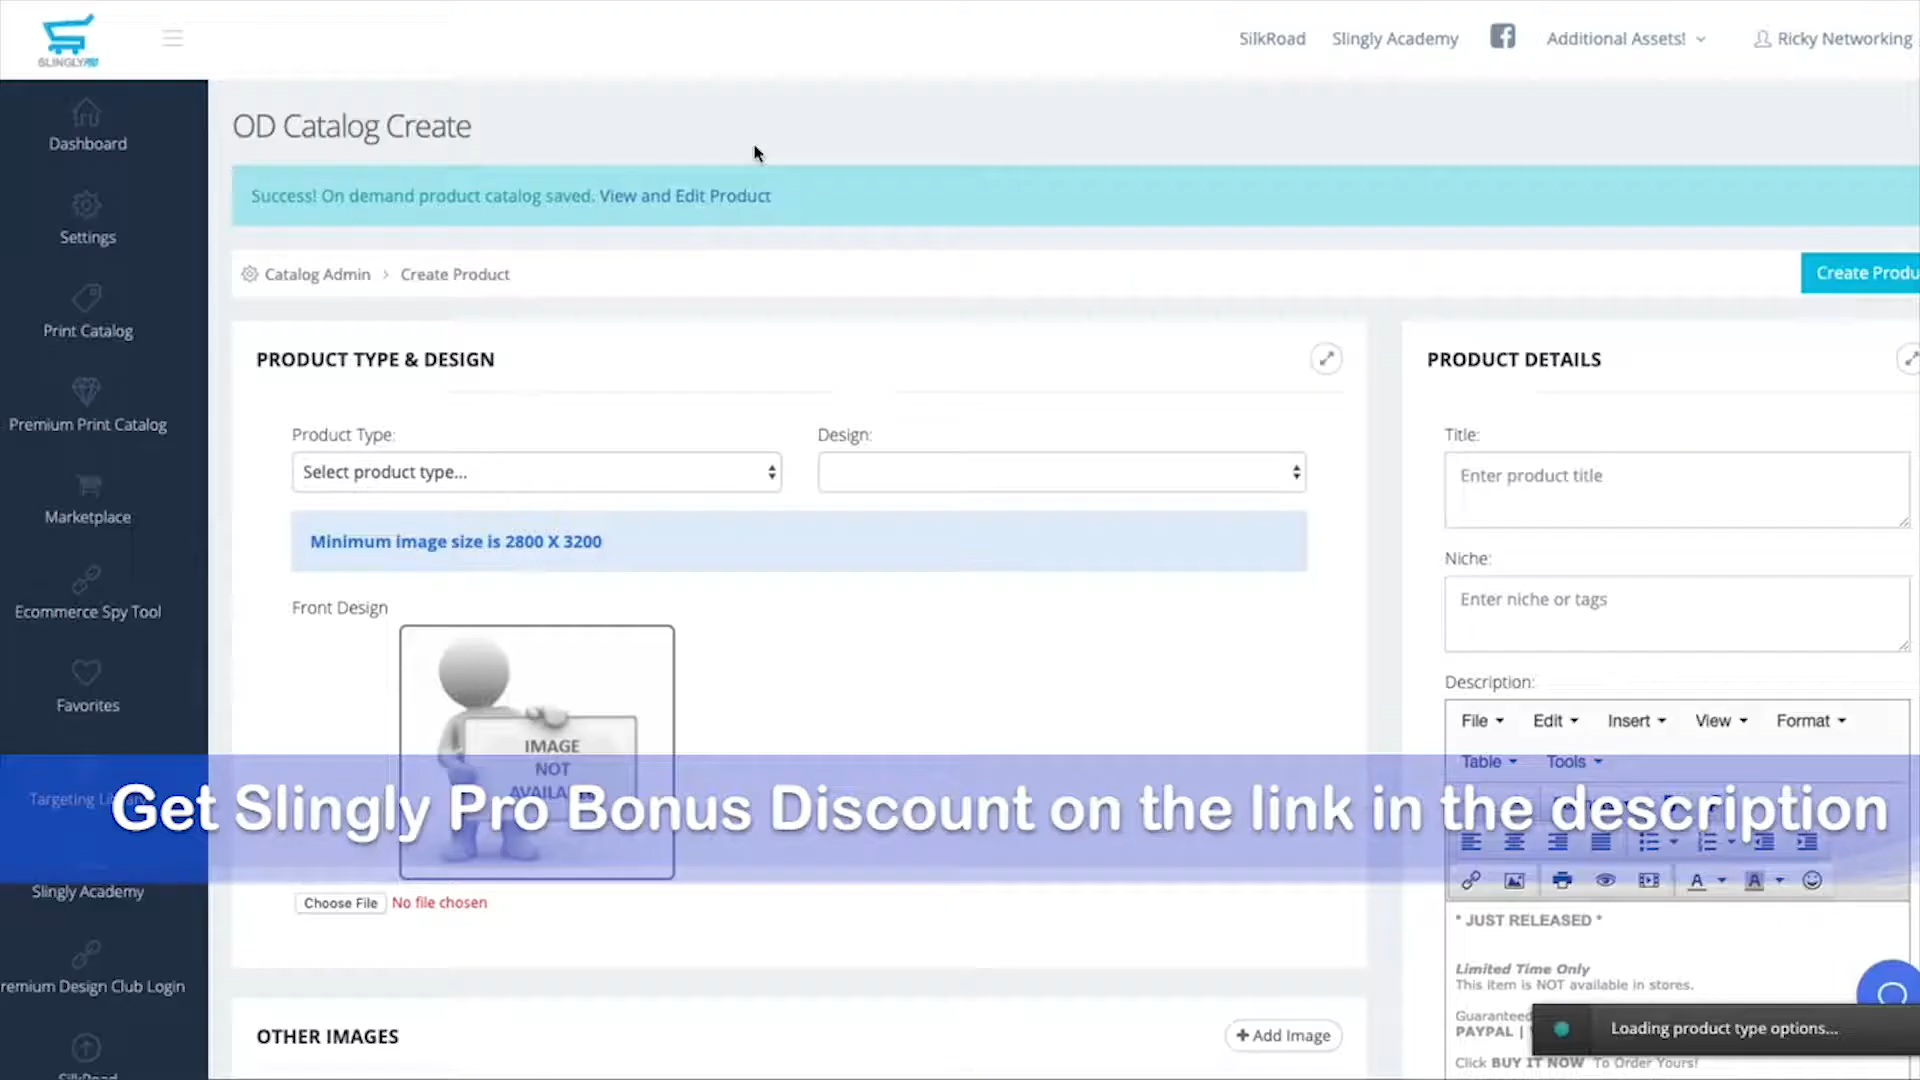 SLINGLY
SilkRoad
Slingly Academy
Additional Assets!
Ricky Networking
Dashboard
Settings
Print Catalog
Premium Print Catalog
Marketplace
Ecommerce Spy Tool
Favorites
Targeting
Slingly Academy
remium Design Club Login
SilkRoad
OD Catalog Create
Success! On demand product catalog saved. View and Edit Product
Catalog Admin > Create Product
Create Produ
PRODUCT TYPE & DESIGN
Product Type:
Design:
Select product type...
Minimum image size is 2800 X 3200
Front Design
IMAGE
NOT
AVAILA
Choose File No file chosen
OTHER IMAGES
+ Add Image
PRODUCT DETAILS
Title:
Enter product title
Niche:
Enter niche or tags
Description:
File Edit Insert View Format
Table Tools
* JUST RELEASED *
Limited Time Only
This item is NOT available in stores.
Guaranteed
PAYPAL |
Click BUY IT NOW To Order Yours!
Loading product type options...
Get Slingly Pro Bonus Discount on the link in the description